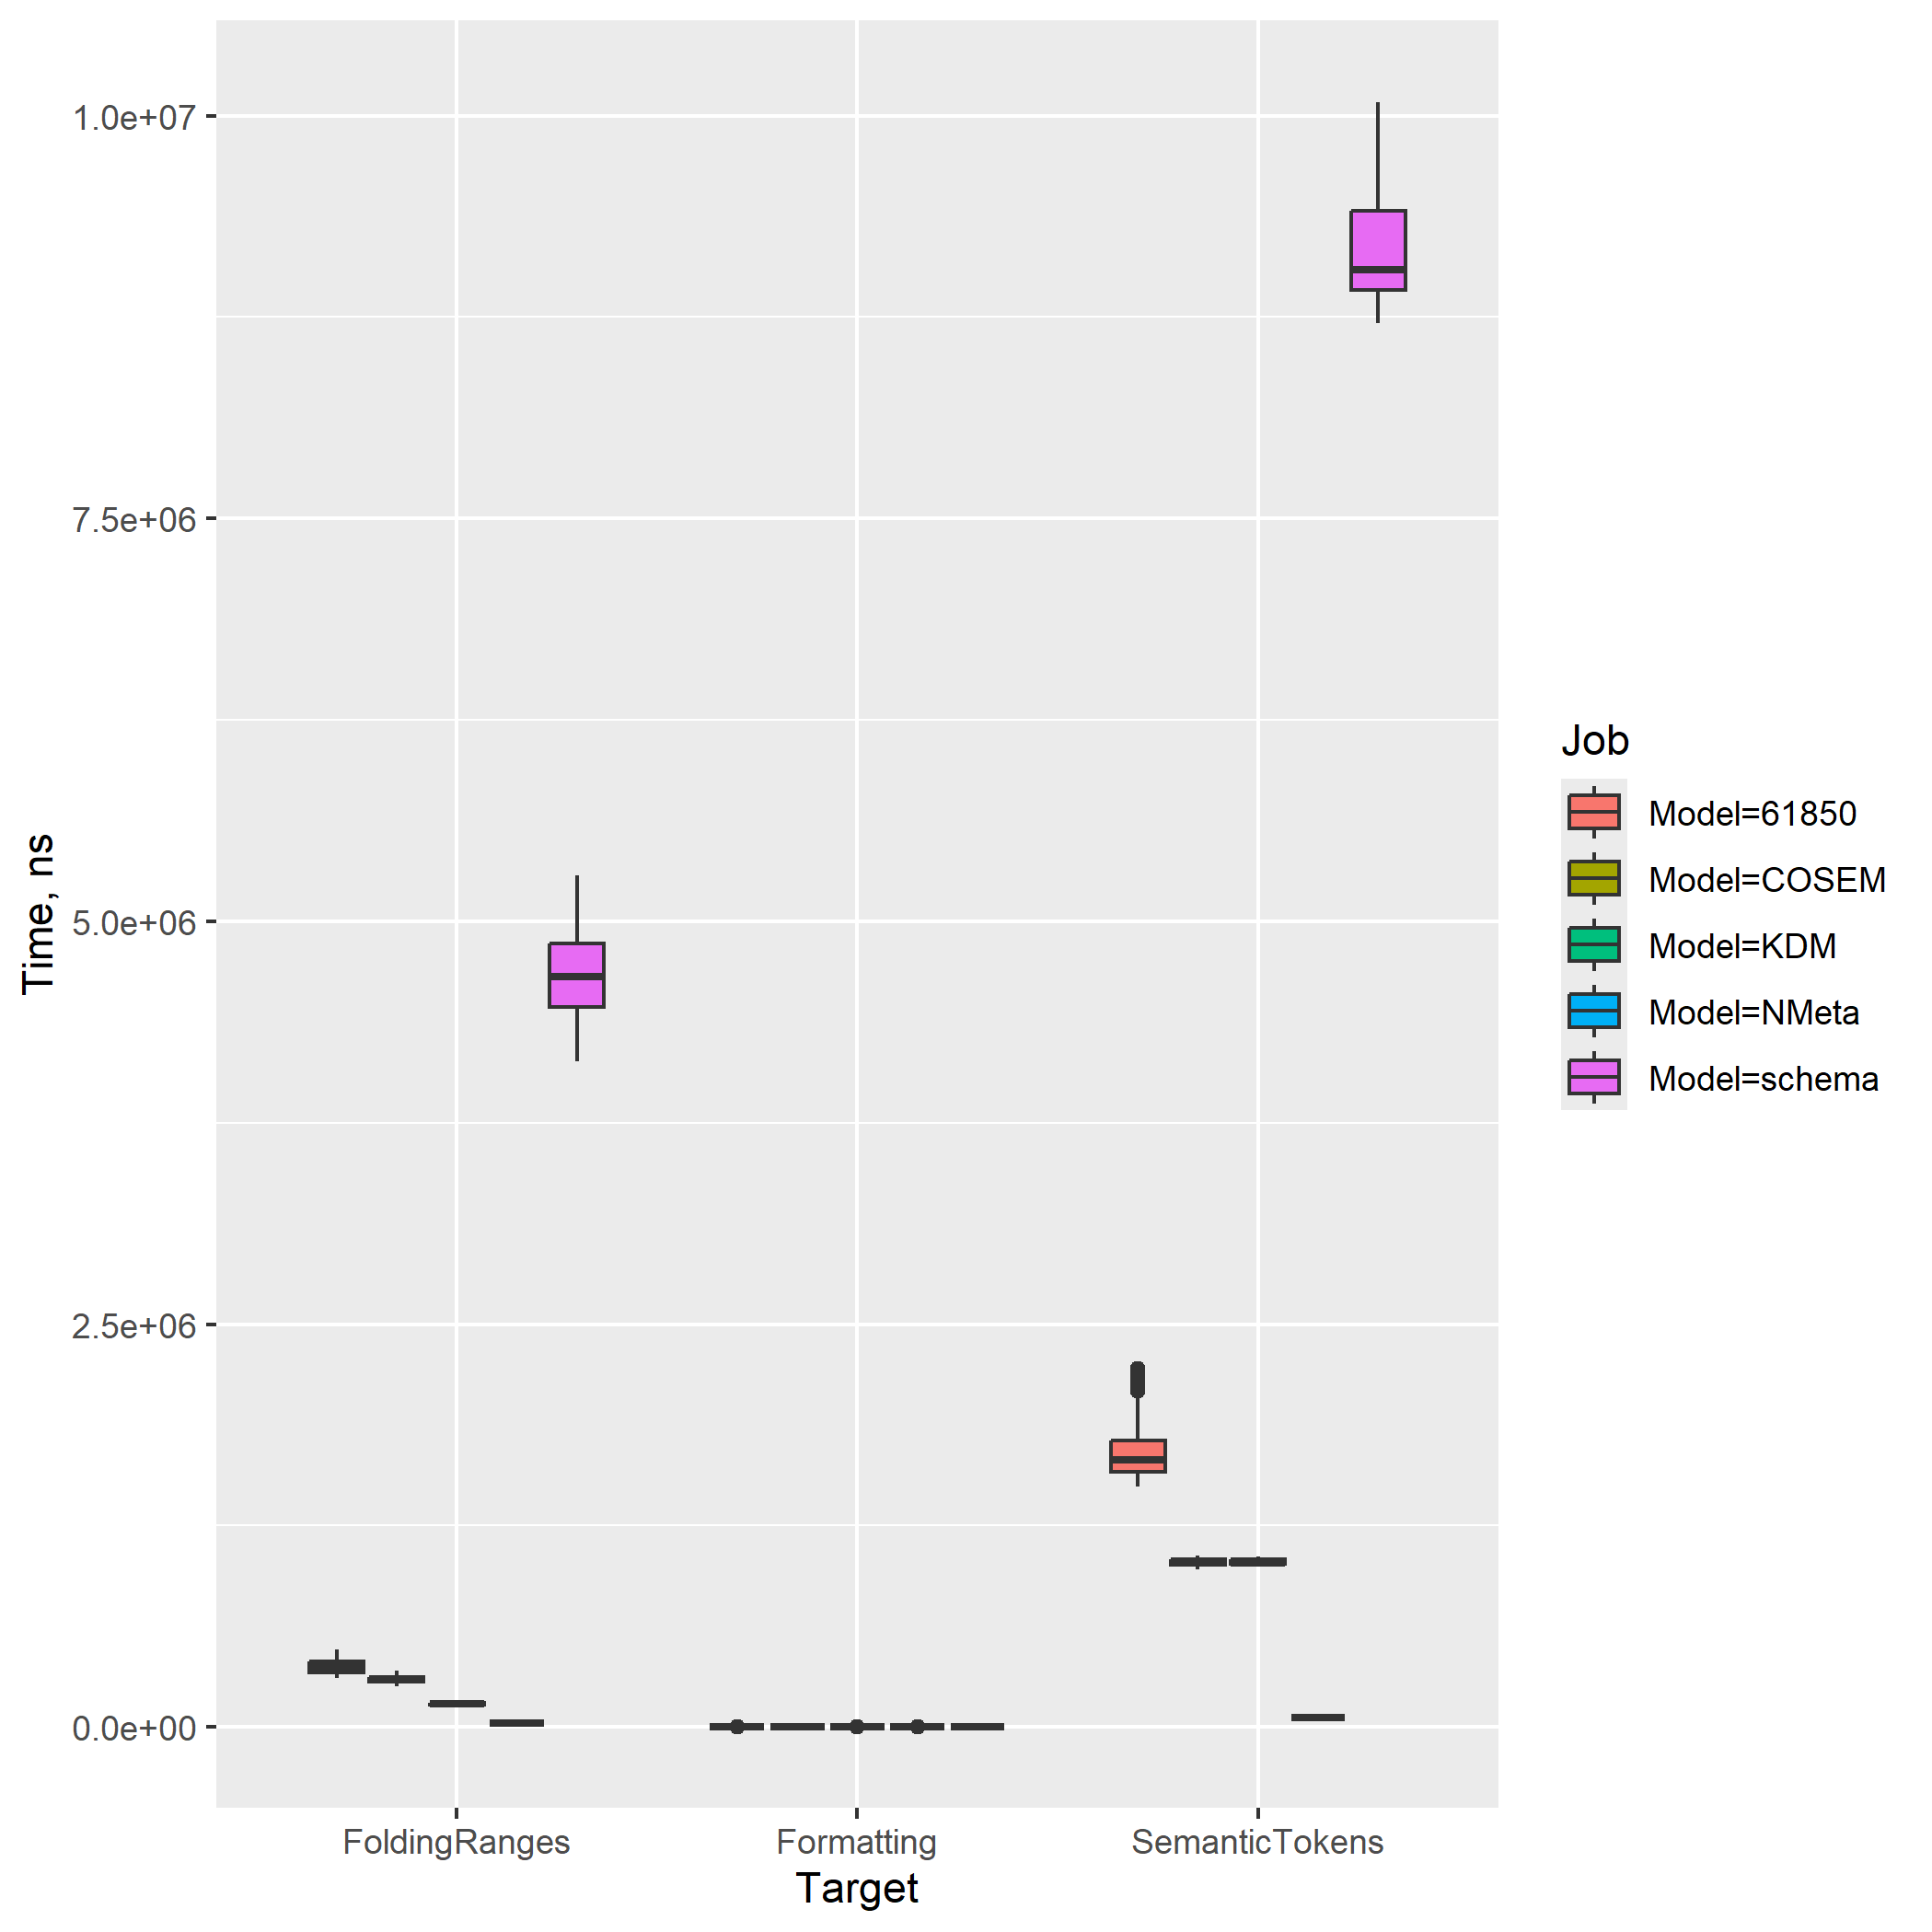 1.0e+07
7.5e+06
5.0e+06
2.5e+06
0.0e+00
Time, ns
FoldingRanges
Formatting
SemanticTokens
Target
Job
Model=61850
Model=COSEM
Model=KDM
Model=NMeta
Model=schema